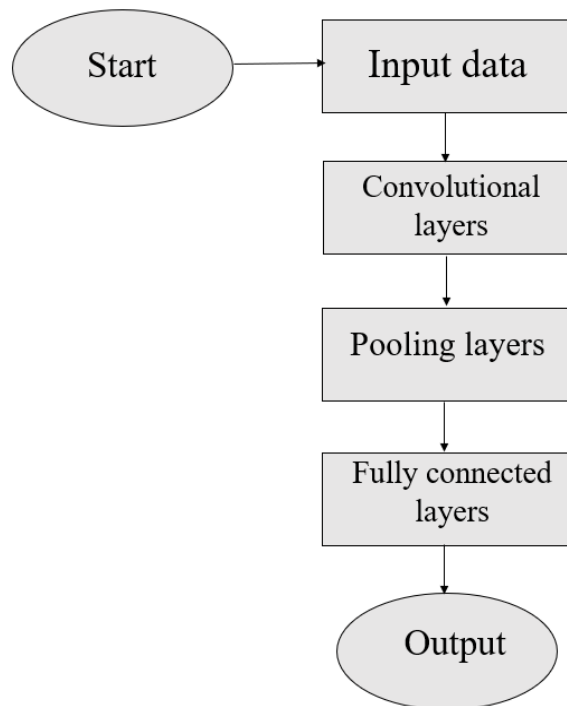 Start
Input data
Convolutional
layers
Pooling layers
Fully connected
layers
Output